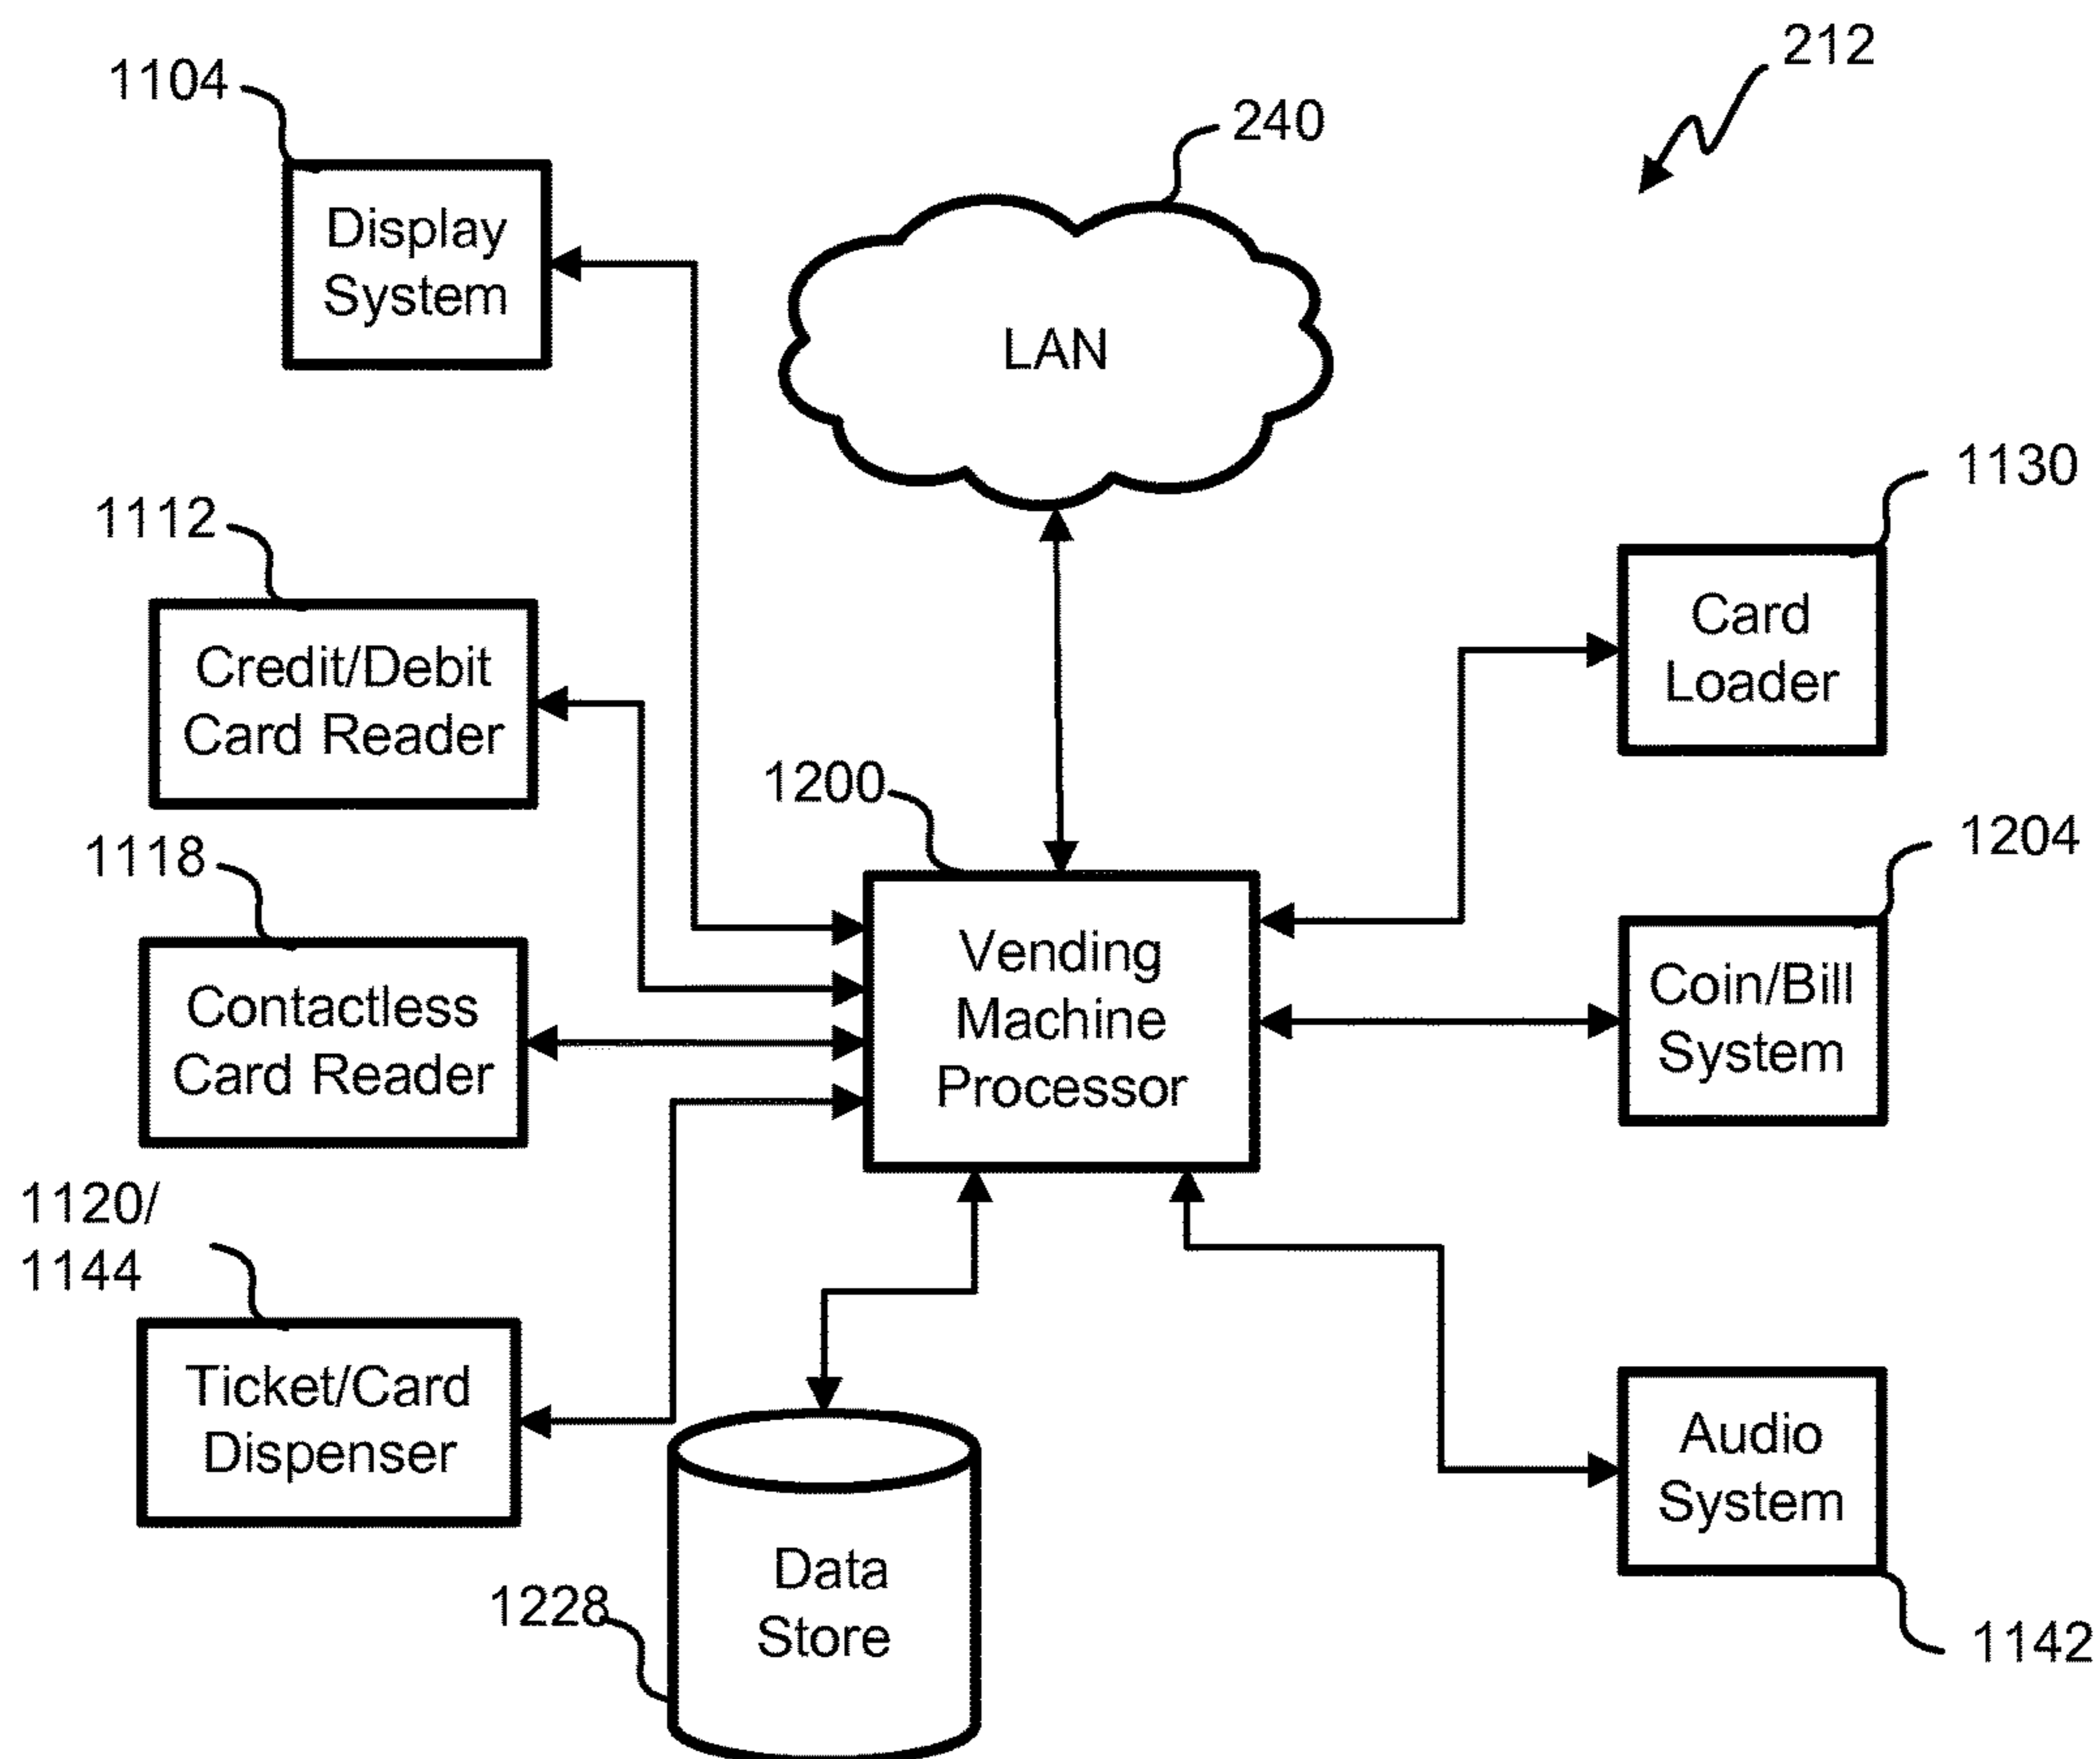 212
1104
240
Display
System
LAN
1130
1112
Card
Loader
Credit/Debit
Card Reader
1200
1204
1118
Vending
Machine
Processor
Coin/Bill
System
Contactless
Card Reader
1120/
1144
Ticket/Card
Dispenser
Audio
System
Data
Store
1228
1142